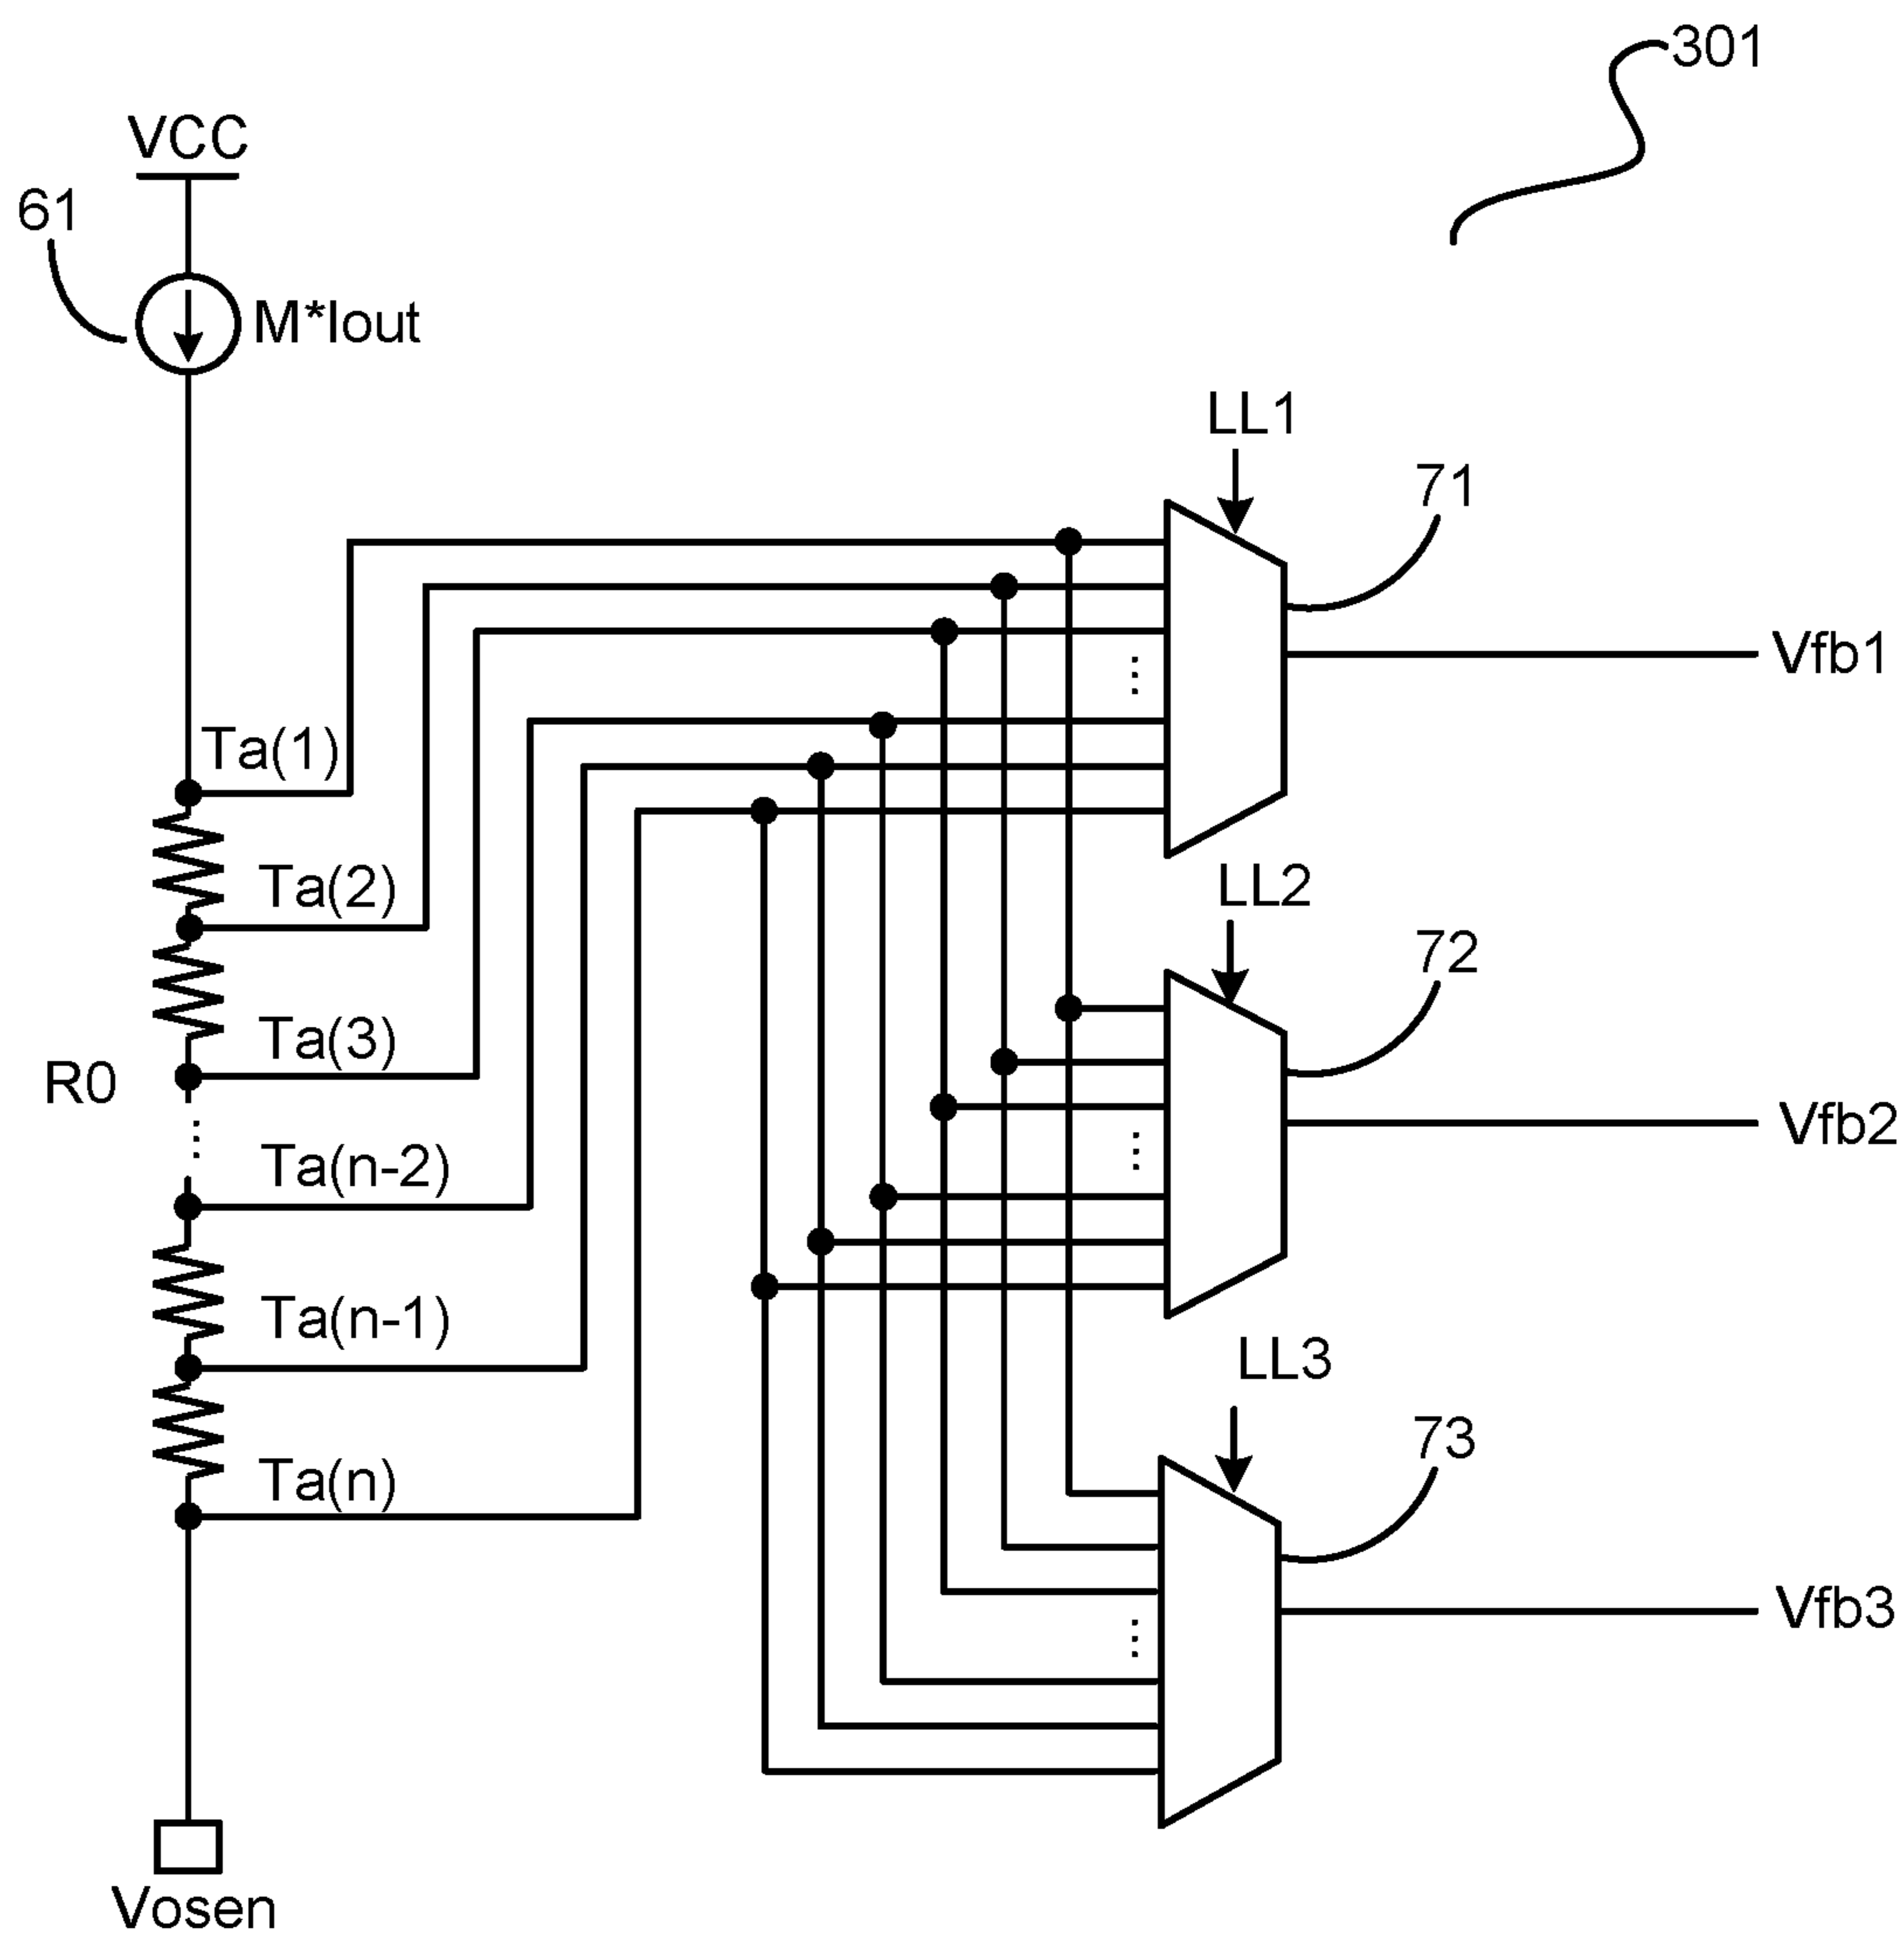 301
VCC
61
M*Iout
LL1
71
Vfb1
Ta(1)
Ta(2)
LL2
72
Ta(3)
R0
Vfb2
Ta(n-2)
Ta(n-1)
LL3
73
Ta(n)
Vfb3
Vosen